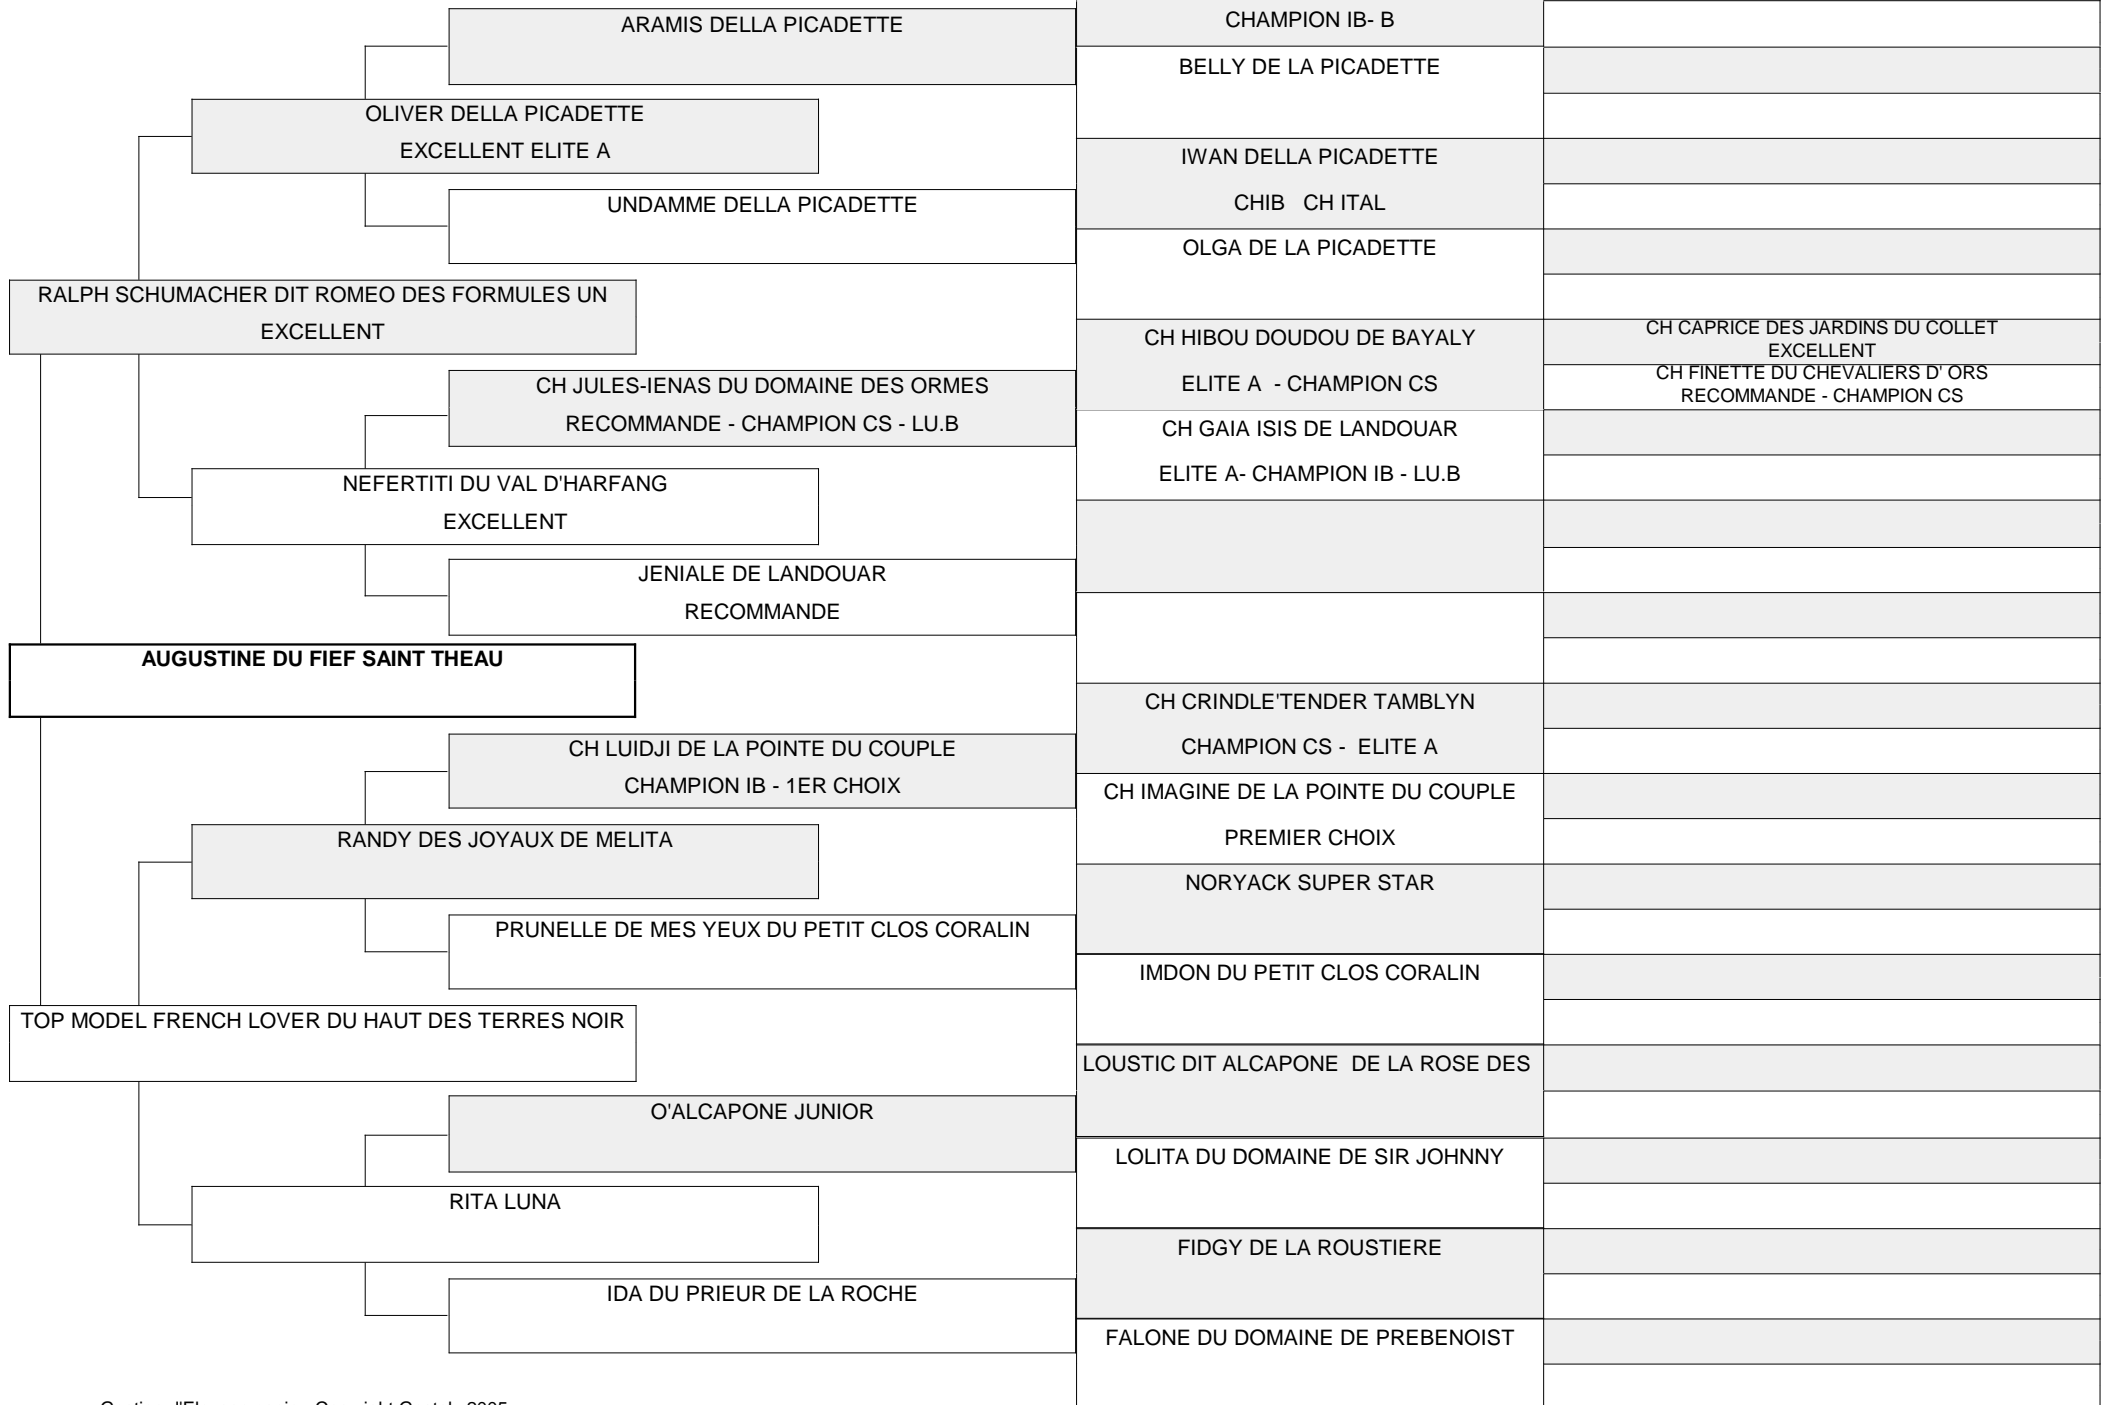 ARAMIS DELLA PICADETTE
CHAMPION IB- B
BELLY DE LA PICADETTE
OLIVER DELLA PICADETTE
EXCELLENT ELITE A
IWAN DELLA PICADETTE
CHIB CH ITAL
UNDAMME DELLA PICADETTE
OLGA DE LA PICADETTE
RALPH SCHUMACHER DIT ROMEO DES FORMULES UN
EXCELLENT
CH HIBOU DOUDOU DE BAYALY
ELITE A - CHAMPION CS
CH CAPRICE DES JARDINS DU COLLET
EXCELLENT
CH FINETTE DU CHEVALIERS D' ORS
RECOMMANDE - CHAMPION CS
CH JULES-IENAS DU DOMAINE DES ORMES
RECOMMANDE - CHAMPION CS - LU.B
CH GAIA ISIS DE LANDOUAR
ELITE A- CHAMPION IB - LU.B
NEFERTITI DU VAL D'HARFANG
EXCELLENT
JENIALE DE LANDOUAR
RECOMMANDE
AUGUSTINE DU FIEF SAINT THEAU
CH CRINDLE'TENDER TAMBLYN
CHAMPION CS - ELITE A
CH LUIDJI DE LA POINTE DU COUPLE
CHAMPION IB - 1ER CHOIX
CH IMAGINE DE LA POINTE DU COUPLE
PREMIER CHOIX
RANDY DES JOYAUX DE MELITA
NORYACK SUPER STAR
PRUNELLE DE MES YEUX DU PETIT CLOS CORALIN
IMDON DU PETIT CLOS CORALIN
TOP MODEL FRENCH LOVER DU HAUT DES TERRES NOIR
LOUSTIC DIT ALCAPONE DE LA ROSE DES
O'ALCAPONE JUNIOR
LOLITA DU DOMAINE DE SIR JOHNNY
RITA LUNA
FIDGY DE LA ROUSTIERE
IDA DU PRIEUR DE LA ROCHE
FALONE DU DOMAINE DE PREBENOIST